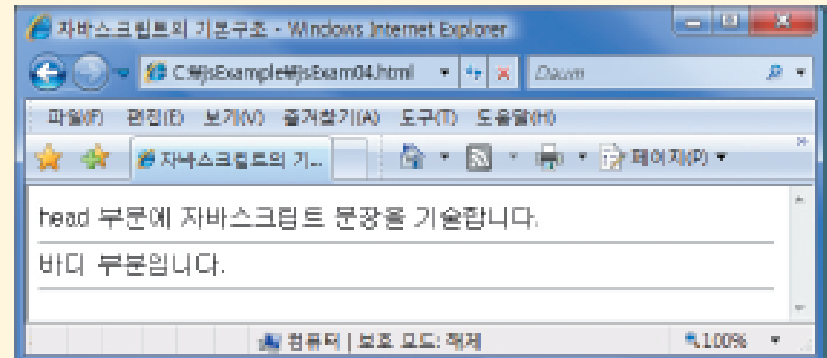 자바스크립트의 기본구조 - Windows Internet Explorer
C:₩jsExample₩jsExam04.html Daum
파일(F) 편집(E) 보기(V) 즐겨찾기(A) 도구(T) 도움말(H)
자바스크립트의 기... 페이지(P)
head 부분에 자바스크립트 문장을 기술합니다.
바디 부분입니다.
컴퓨터 | 보호 모드: 해제 100%